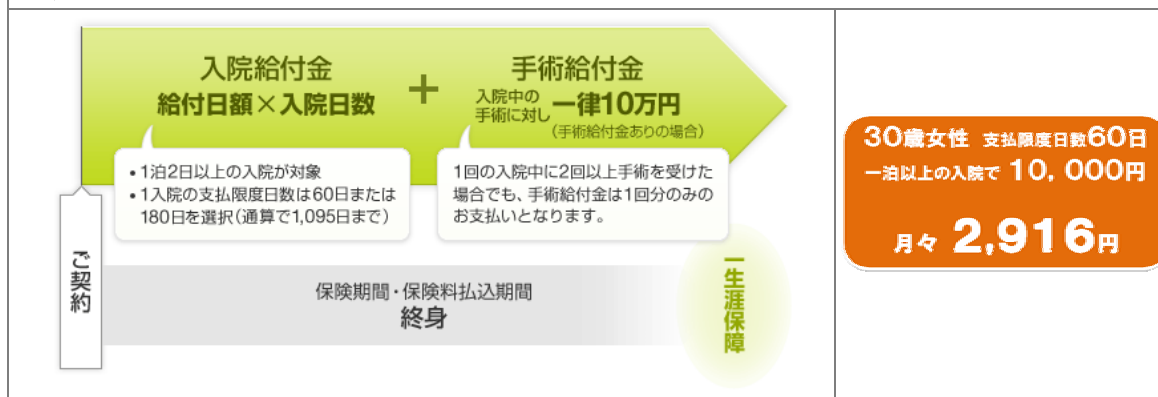 入院給付金
給付日額×入院日数
+
手術給付金
入院中の
手術に対し 一律10万円
(手術給付金ありの場合)
•1泊2日以上の入院が対象
•1入院の支払限度日数は60日または
180日を選択(通算で1,095日まで)
1回の入院中に2回以上手術を受けた
場合でも、手術給付金は1回分のみの
お支払いとなります。
ご契約
保険期間・保険料払込期間
終身
一生涯保障
30歳女性 支払限度日数60日
一泊以上の入院で 10,000円
月々 2,916円